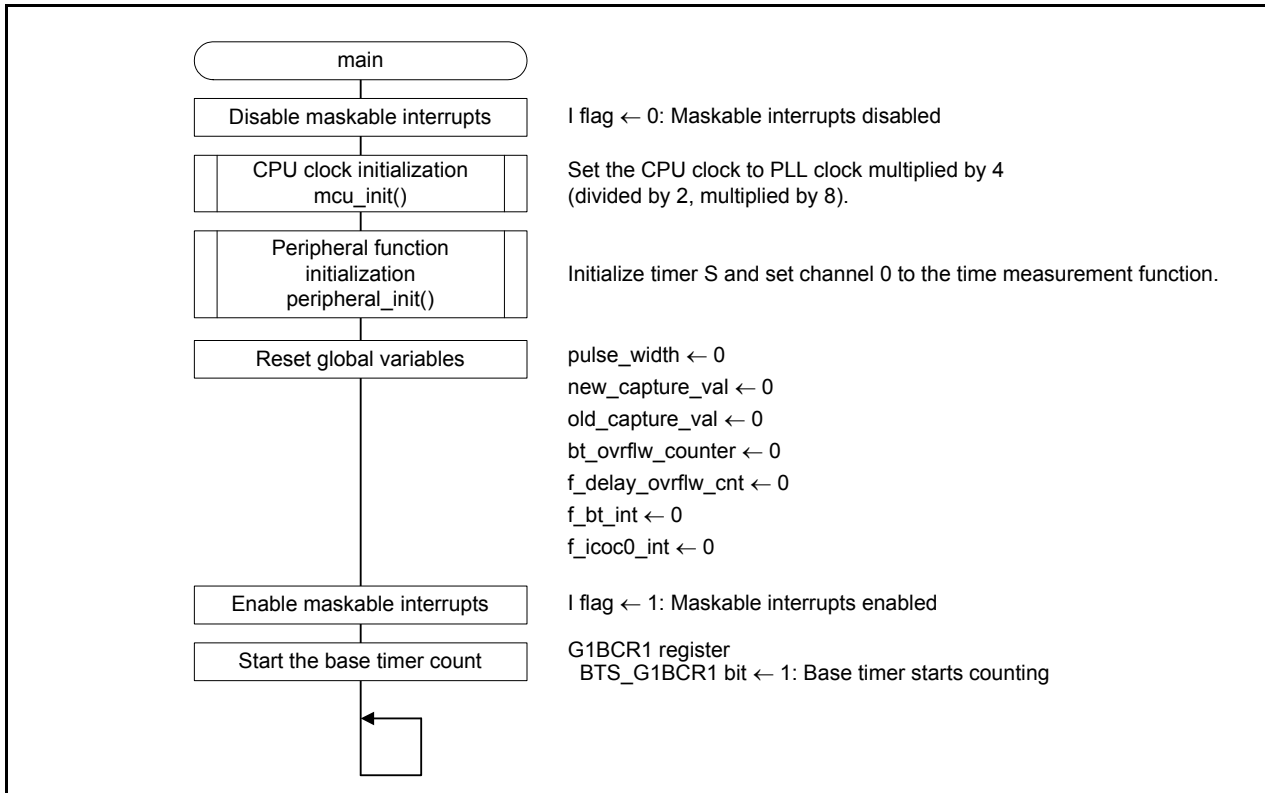 main
Disable maskable interrupts
I flag ← 0: Maskable interrupts disabled
CPU clock initialization
mcu_init()
Set the CPU clock to PLL clock multiplied by 4
(divided by 2, multiplied by 8).
Peripheral function
initialization
peripheral_init()
Initialize timer S and set channel 0 to the time measurement function.
Reset global variables
pulse_width ← 0
new_capture_val ← 0
old_capture_val ← 0
bt_ovrflw_counter ← 0
f_delay_ovrflw_cnt ← 0
f_bt_int ← 0
f_icoc0_int ← 0
Enable maskable interrupts
I flag ← 1: Maskable interrupts enabled
Start the base timer count
G1BCR1 register
BTS_G1BCR1 bit ← 1: Base timer starts counting